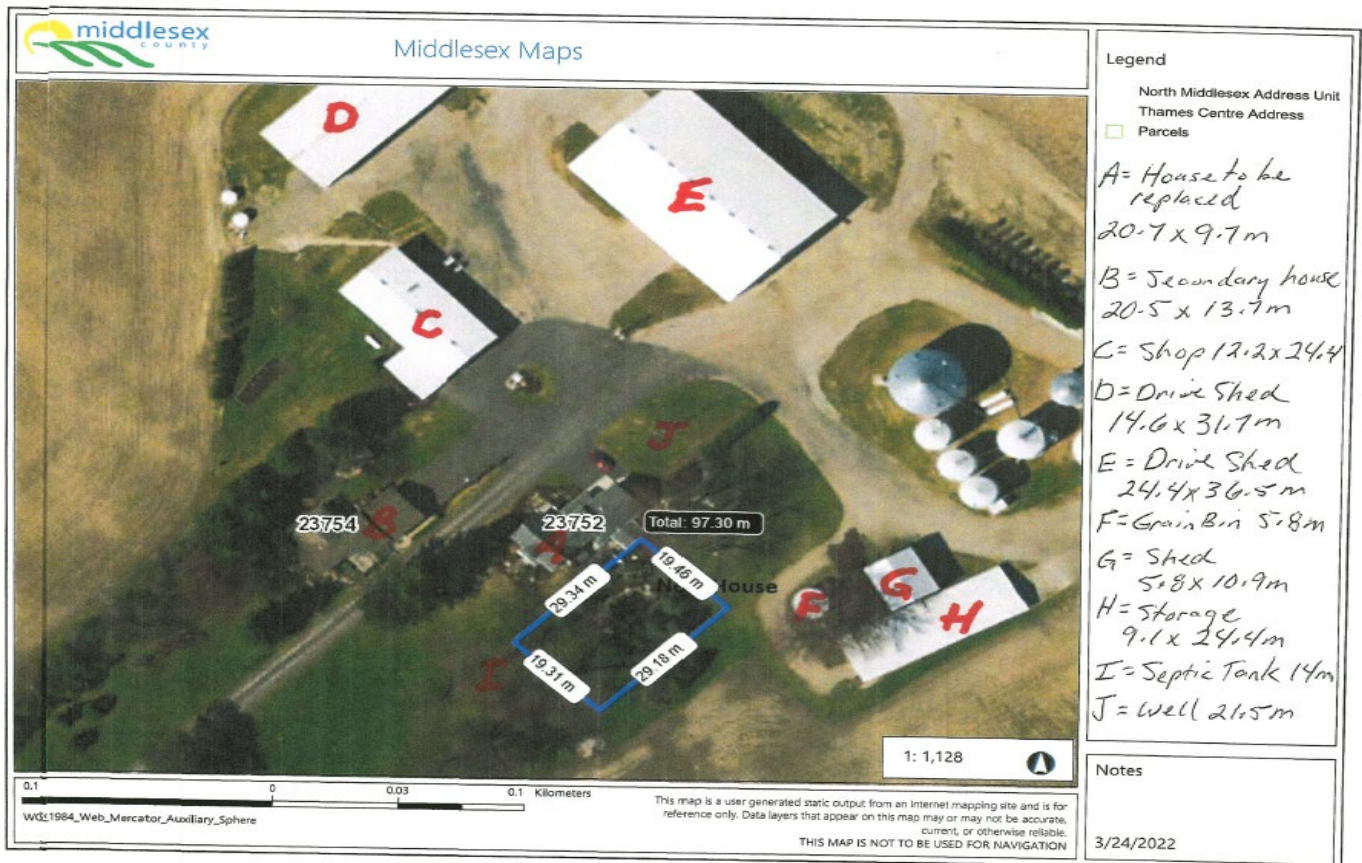 middlesex
county
Middlesex Maps
D
E
C
J
B
23754
23752
A
Total: 97.30 m
19.46 m
29.34 m
House
F
G
H
I
19.31 m
29.18 m
1: 1,128
0.1 0 0.03 0.1 Kilometers
WGS_1984_Web_Mercator_Auxiliary_Sphere
This map is a user generated static output from an Internet mapping site and is for
reference only. Data layers that appear on this map may or may not be accurate,
current, or otherwise reliable.
THIS MAP IS NOT TO BE USED FOR NAVIGATION
Legend
North Middlesex Address Unit
Thames Centre Address
Parcels
A= House to be
replaced
20.7 x 9.7m
B = Secondary house
20.5 x 13.7m
C= Shop 12.2x24.4
D= Drive Shed
14.6 x 31.7m
E = Drive Shed
24.4x36.5m
F= Grain Bin 5.8m
G= Shed
5.8 x 10.9m
H= Storage
9.1 x 24.4m
I = Septic Tank 14m
J = Well 21.5m
Notes
3/24/2022